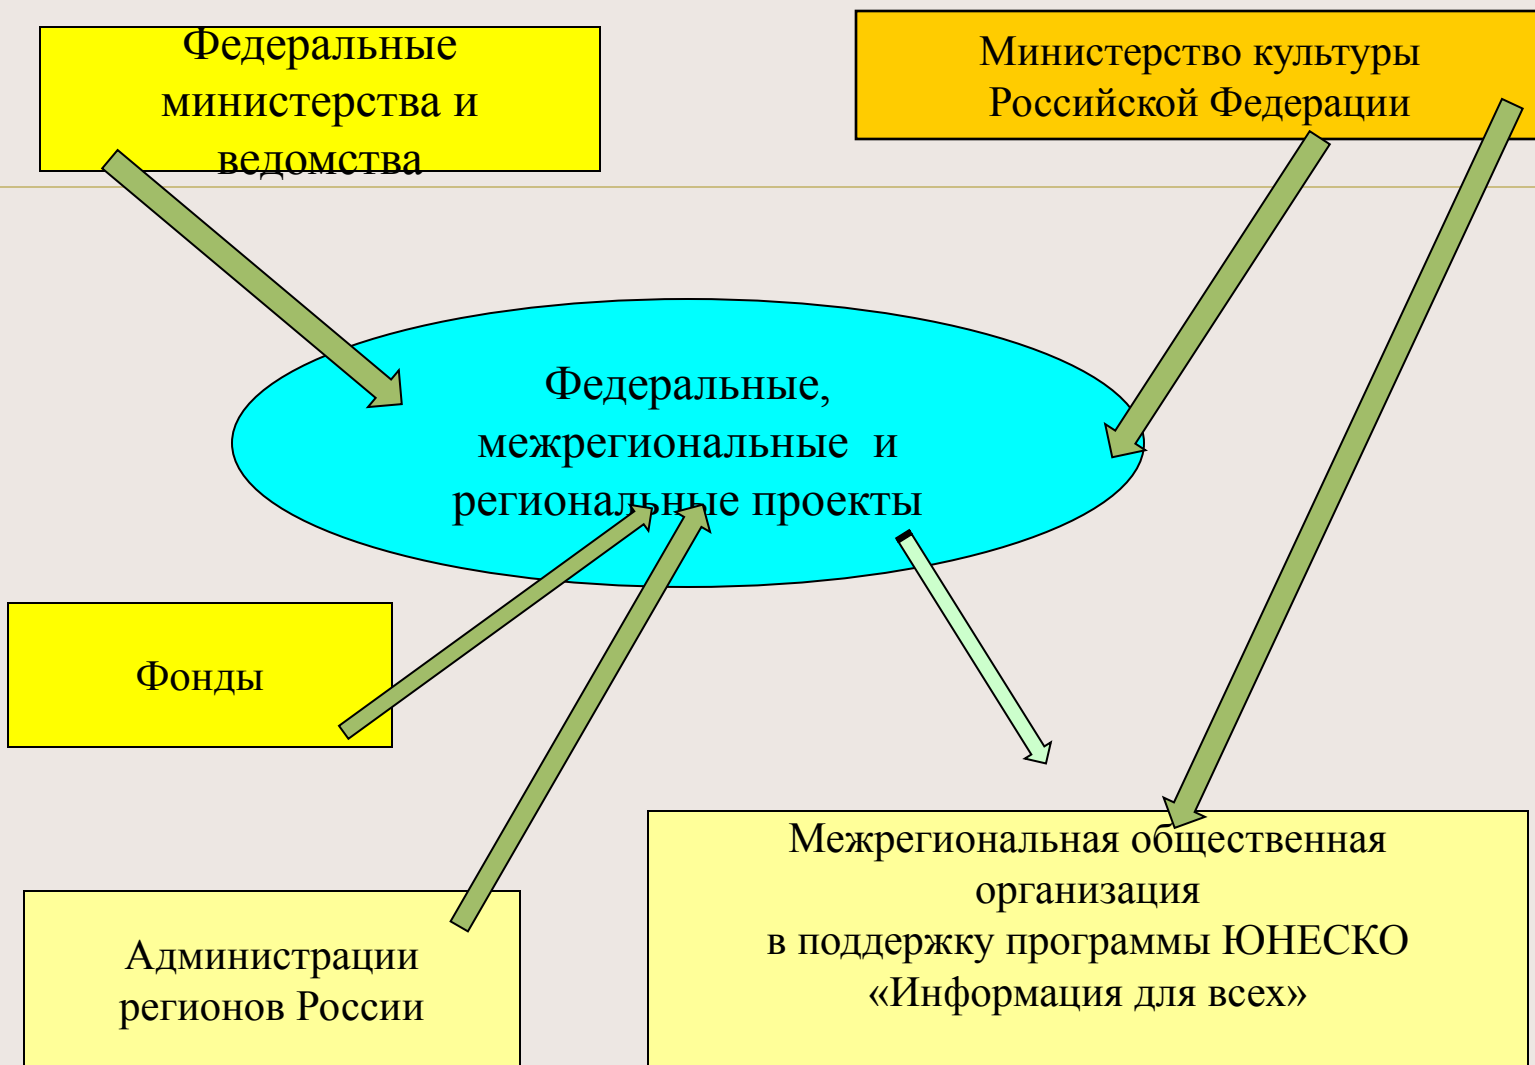 Федеральные
министерства и
ведомства
Министерство культуры
Российской Федерации
Федеральные,
межрегиональные и
региональные проекты
Фонды
Администрации
регионов России
Межрегиональная общественная
организация
в поддержку программы ЮНЕСКО
«Информация для всех»